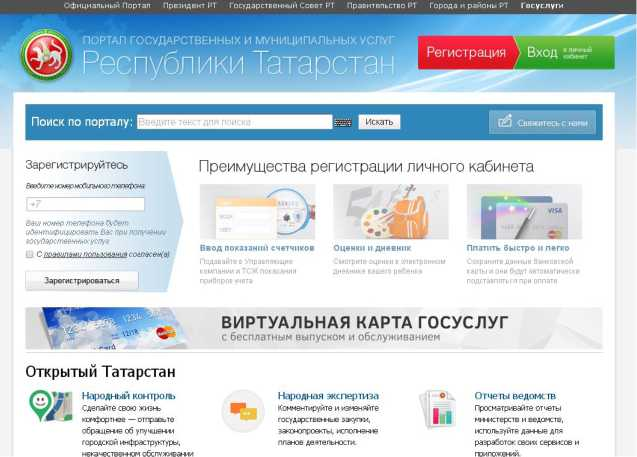 Официальный Портал Президент РТ Государственный Совет РТ Правительство РТ Города и районы РТ Госуслуги
ПОРТАЛ ГОСУДАРСТВЕННЫХ И МУНИЦИПАЛЬНЫХ УСЛУГ
Республики Татарстан
Регистрация Вход в личный кабинет
Поиск по порталу: Введите текст для поиска Искать Свяжитесь с нами
Зарегистрируйтесь
Введите номер мобильного телефона
+7
Ваш номер телефона будет
идентифицировать Вас при получении
государственных услуг
С правилами пользования согласен(а)
Зарегистрироваться
Преимущества регистрации личного кабинета
VISA
Ввод показаний счетчиков
Подавайте в Управляющие
компании и ТСЖ показания
приборов учета
Оценки и дневник
Смотрите оценки в электронном
дневнике вашего ребенка
Платить быстро и легко
Сохраните данные банковской
карты и они будут автоматически
подставляться при оплате
ВИРТУАЛЬНАЯ КАРТА ГОСУСЛУГ
с бесплатным выпуском и обслуживанием
Открытый Татарстан
Народный контроль
Сделайте свою жизнь
комфортнее — отправьте
обращение об улучшении
городской инфраструктуры,
некачественном обслуживании
Народная экспертиза
Комментируйте и изменяйте
государственные закупки,
законопроекты, исполнение
планов деятельности.
Отчеты ведомств
Просматривайте отчеты
министерств и ведомств,
используйте данные для
разработок своих сервисов и
приложений.